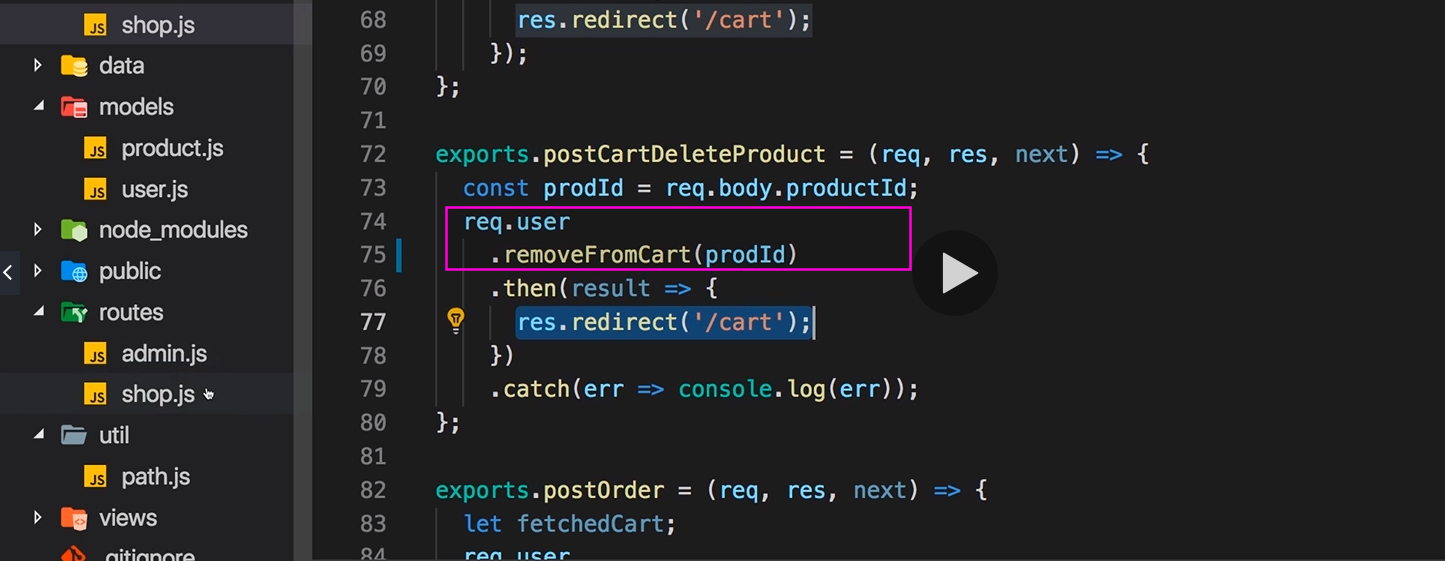 shop.js
data
models
product.js
user.js
node_modules
public
routes
admin.js
shop.js
util
path.js
views
.gitignore
68 res.redirect('/cart');
69 });
70 };
71
72 exports.postCartDeleteProduct = (req, res, next) => {
73 const prodId = req.body.productId;
74 req.user
75 .removeFromCart(prodId)
76 .then(result => {
77 res.redirect('/cart');
78 })
79 .catch(err => console.log(err));
80 };
81
82 exports.postOrder = (req, res, next) => {
83 let fetchedCart;
84 req.user